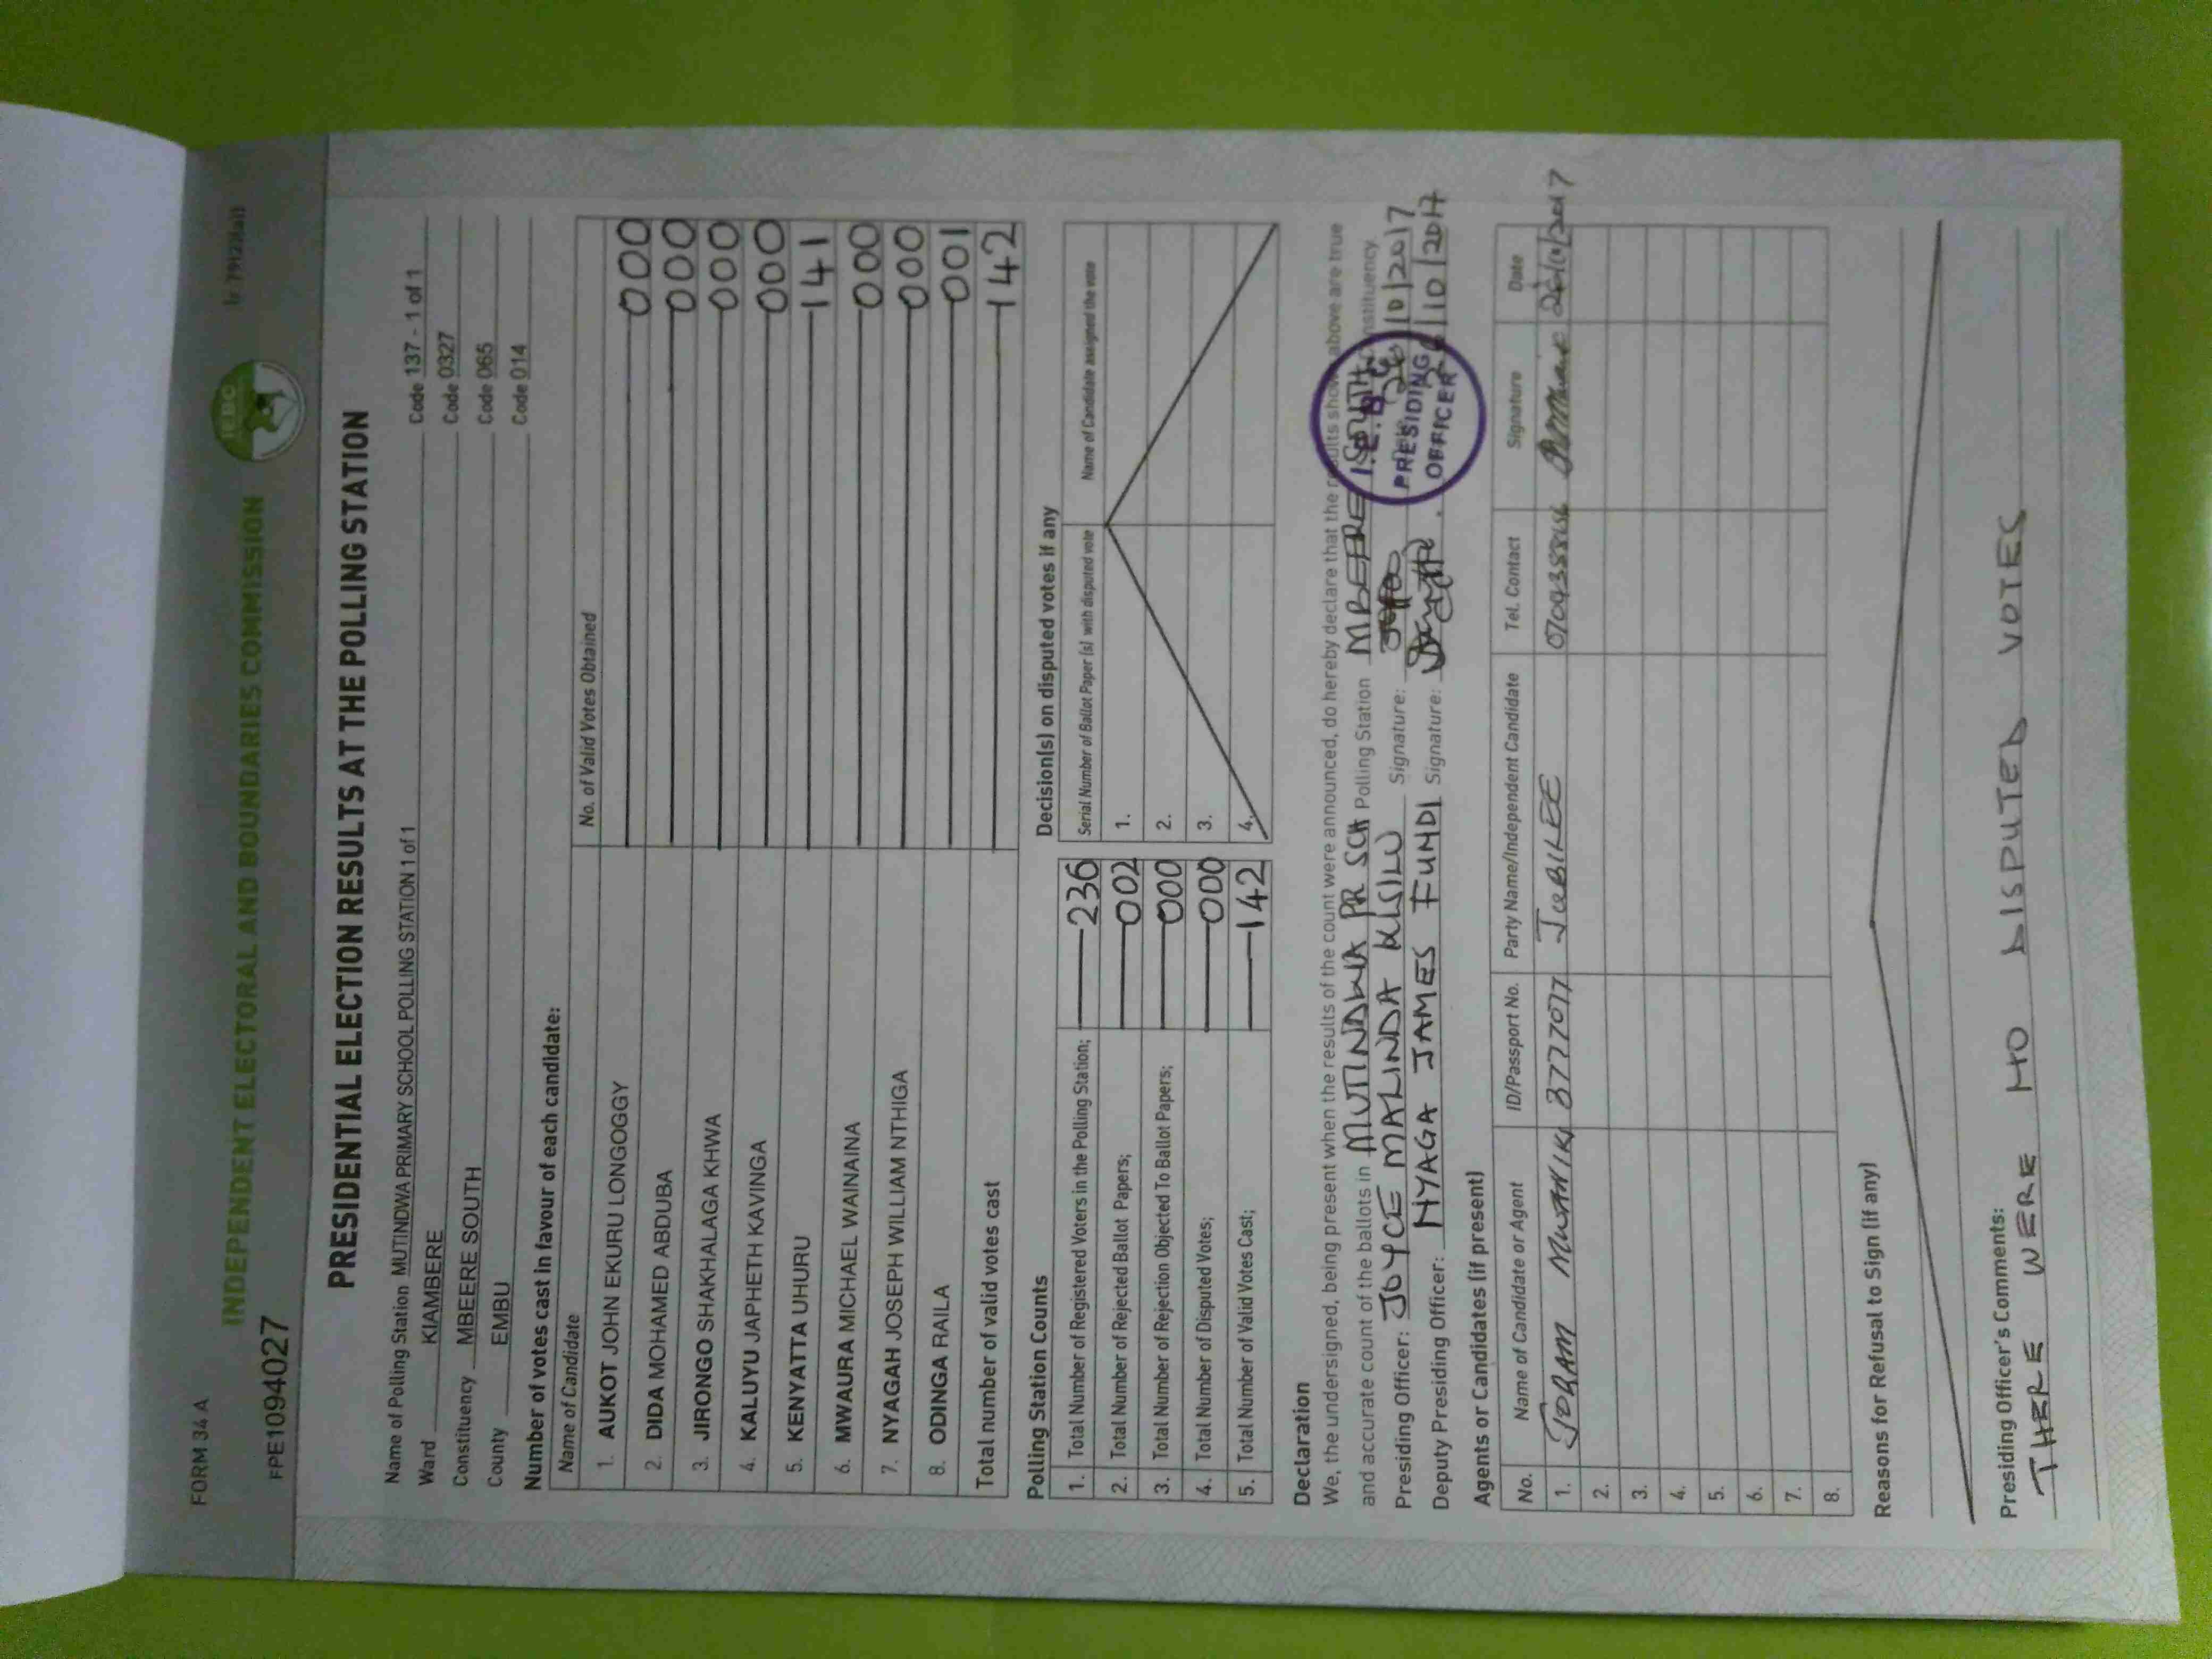 FORM 34 A
INDEPENDENT ELECTORAL AND BOUNDARIES COMMISSION
IEBC
FPE1094027
PRESIDENTIAL ELECTION RESULTS AT THE POLLING STATION
Name of Polling Station MUTINDWA PRIMARY SCHOOL POLLING STATION 1 of 1 Code 137 - 1 of 1
Ward KIAMBERE Code 0327
Constituency MBEERE SOUTH Code 065
County EMBU Code 014
Number of votes cast in favour of each candidate:
Name of Candidate No. of Valid Votes Obtained
1. AUKOT JOHN EKURU LONGOGGY 000
2. DIDA MOHAMED ABDUBA 000
3. JIRONGO SHAKHALAGA KHWA 000
4. KALUYU JAPHETH KAVINGA 000
5. KENYATTA UHURU 141
6. MWAURA MICHAEL WAINAINA 000
7. NYAGAH JOSEPH WILLIAM NTHIGA 000
8. ODINGA RAILA 001
Total number of valid votes cast 142
Polling Station Counts
1. Total Number of Registered Voters in the Polling Station; 236
2. Total Number of Rejected Ballot Papers; 002
3. Total Number of Rejection Objected To Ballot Papers; 000
4. Total Number of Disputed Votes; 000
5. Total Number of Valid Votes Cast; 142
Decision(s) on disputed votes if any
Serial Number of Ballot Paper (s) with disputed vote Name of Candidate assigned the vote
1.
2.
3.
4.
Declaration
We, the undersigned, being present when the results of the count were announced, do hereby declare that the results shown above are true
and accurate count of the ballots in MUTINDWA PR SCH Polling Station MBEERE SOUTH Constituency.
Presiding Officer: JOYCE MALINDA KISILU Signature: 26/10/2017
Deputy Presiding Officer: NYAGA JAMES FUNDI Signature: /10/2017
I.E.B.C
PRESIDING
OFFICER
Agents or Candidates (if present)
No. Name of Candidate or Agent ID/Passport No. Party Name/Independent Candidate Tel. Contact Signature Date
1. JORAM JUBILEE 26/10/2017
2.
3.
4.
5.
6.
7.
8.
Reasons for Refusal to Sign (if any)
Presiding Officer's Comments:
THERE WERE NO DISPUTED VOTES